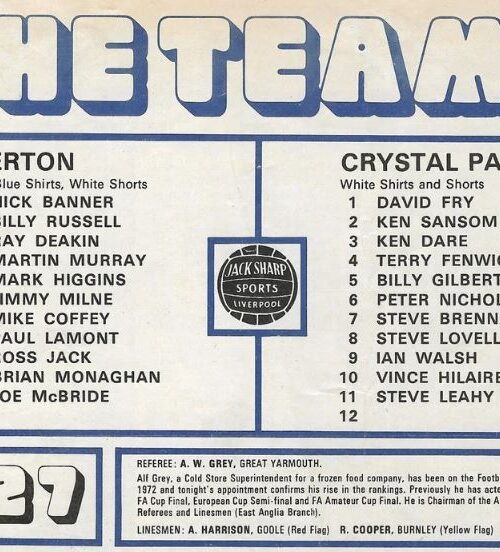 HE TEAM
ERTON
Blue Shirts, White Shorts
NICK BANNER
BILLY RUSSELL
RAY DEAKIN
MARTIN MURRAY
MARK HIGGINS
JIMMY MILNE
MIKE COFFEY
PAUL LAMONT
ROSS JACK
BRIAN MONAGHAN
JOE McBRIDE
JACK SHARP
SPORTS
LIVERPOOL
CRYSTAL PA
White Shirts and Shorts
1 DAVID FRY
2 KEN SANSOM
3 KEN DARE
4 TERRY FENWIC
5 BILLY GILBERT
6 PETER NICHOL
7 STEVE BRENN
8 STEVE LOVELL
9 IAN WALSH
10 VINCE HILAIRE
11 STEVE LEAHY
12
27
REFEREE: A. W. GREY, GREAT YARMOUTH.
Alf Grey, a Cold Store Superintendent for a frozen food company, has been on the Footb
1972 and tonight's appointment confirms his rise in the rankings. Previously he has acte
FA Cup Final, European Cup Semi-final and FA Amateur Cup Final. He is Chairman of the A
Referees and Linesmen (East Anglia Branch).
LINESMEN: A. HARRISON, GOOLE (Red Flag) R. COOPER, BURNLEY (Yellow Flag)